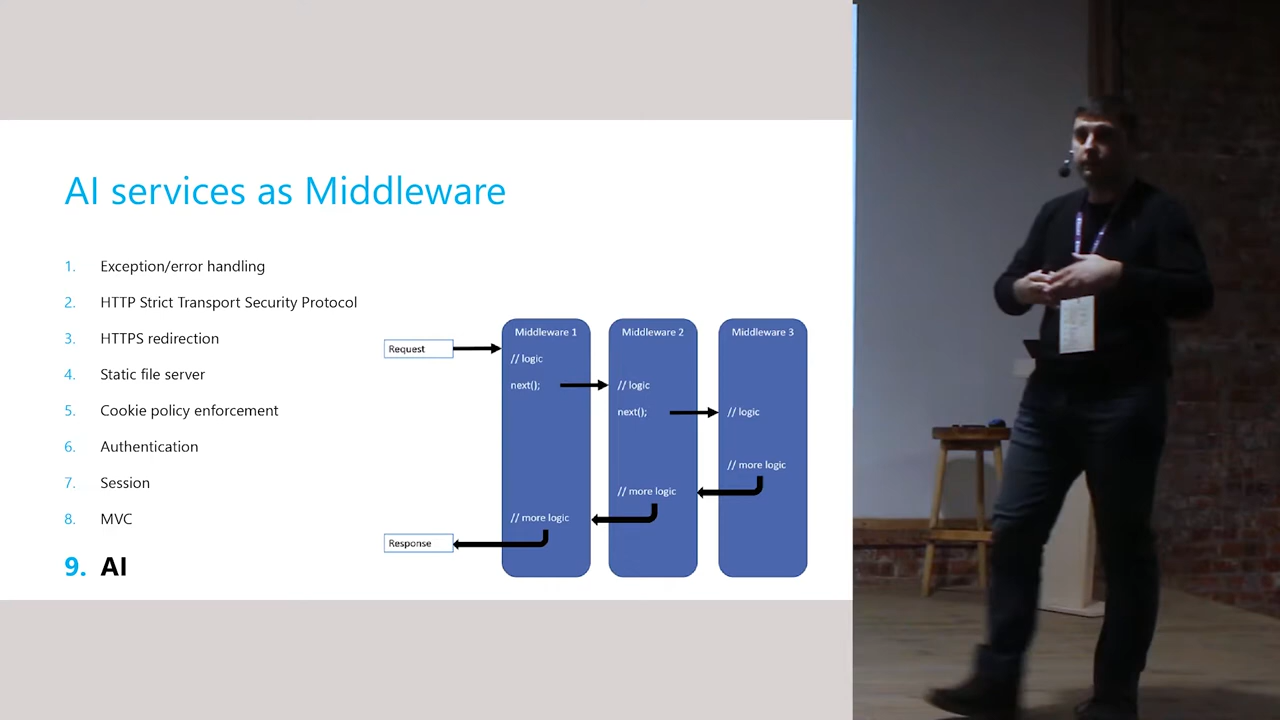 AI services as Middleware
1. Exception/error handling
2. HTTP Strict Transport Security Protocol
3. HTTPS redirection
4. Static file server
5. Cookie policy enforcement
6. Authentication
7. Session
8. MVC
9. AI
Request
Response
Middleware 1
// logic
next();
// more logic
Middleware 2
// logic
next();
// more logic
Middleware 3
// logic
// more logic